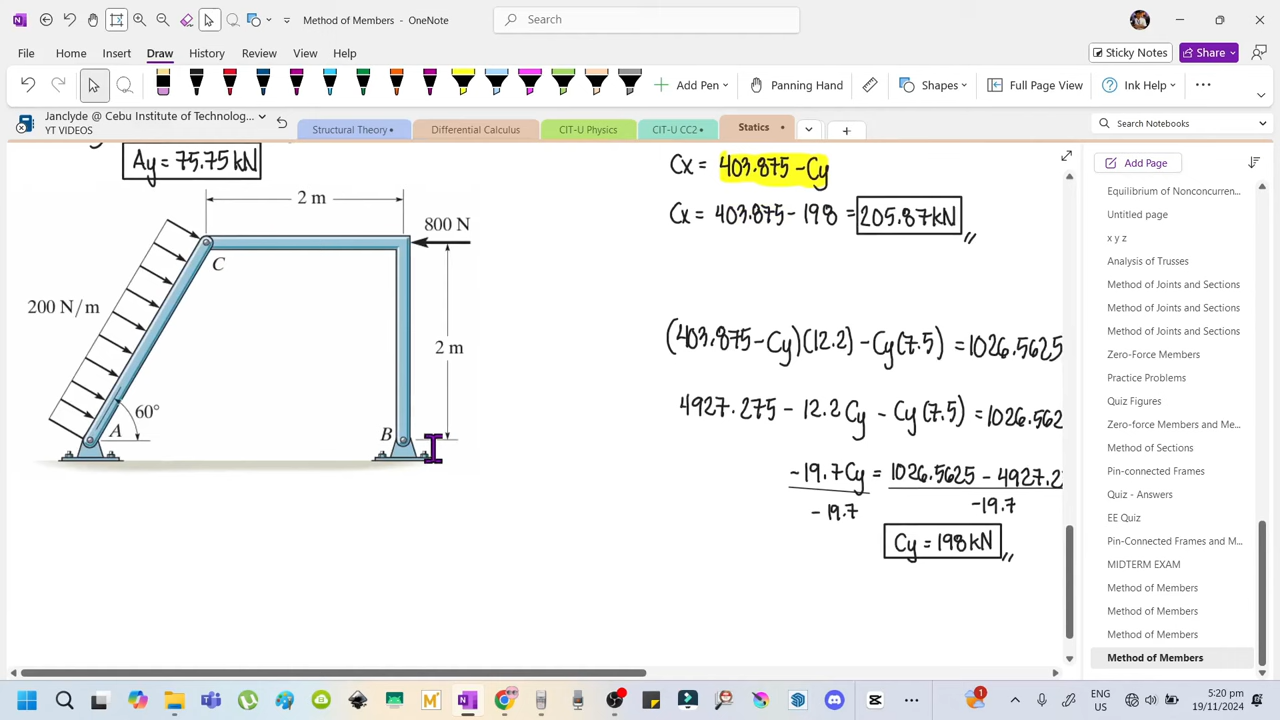 Method of Members - OneNote
Search
File Home Insert Draw History Review View Help
Sticky Notes
Share
Add Pen
Panning Hand
Shapes
Full Page View
Ink Help
Janclyde @ Cebu Institute of Technolog...
YT VIDEOS
Structural Theory
Differential Calculus
CIT-U Physics
CIT-U CC2
Statics
Search Notebooks
Add Page
Equilibrium of Nonconcurren...
Untitled page
x y z
Analysis of Trusses
Method of Joints and Sections
Method of Joints and Sections
Method of Joints and Sections
Zero-Force Members
Practice Problems
Quiz Figures
Zero-force Members and Me...
Method of Sections
Pin-connected Frames
Quiz - Answers
EE Quiz
Pin-Connected Frames and M...
MIDTERM EXAM
Method of Members
Method of Members
Method of Members
Method of Members
Ay = 75.75 kN
2 m
800 N
C
200 N/m
2 m
60°
A
B
Cx = 403.875 - Cy
Cx = 403.875 - 198 = 205.87kN
(403.875 - Cy)(12.2) - Cy(7.5) = 1026.5625
4927.275 - 12.2Cy - Cy(7.5) = 1026.562
-19.7Cy = 1026.5625 - 4927.2
-19.7 -19.7
Cy = 198kN
ENG
US
5:20 pm
19/11/2024
1